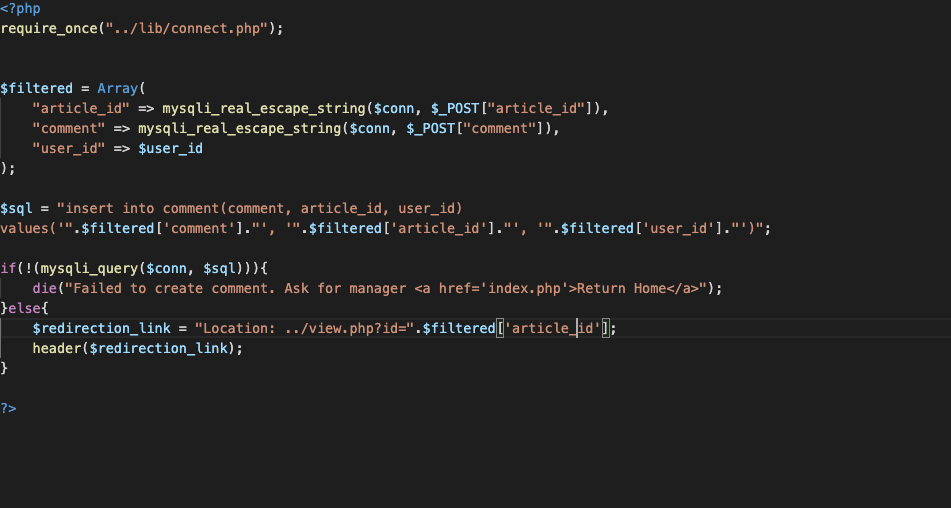 <?php
require_once("../lib/connect.php");
$filtered = Array(
    "article_id" => mysqli_real_escape_string($conn, $_POST["article_id"]),
    "comment" => mysqli_real_escape_string($conn, $_POST["comment"]),
    "user_id" => $user_id
);
$sql = "insert into comment(comment, article_id, user_id)
values('".$filtered['comment']."', '".$filtered['article_id']."', '".$filtered['user_id']."')";
if(!(mysqli_query($conn, $sql))){
    die("Failed to create comment. Ask for manager <a href='index.php'>Return Home</a>");
}else{
    $redirection_link = "Location: ../view.php?id=".$filtered['article_id'];
    header($redirection_link);
}
?>